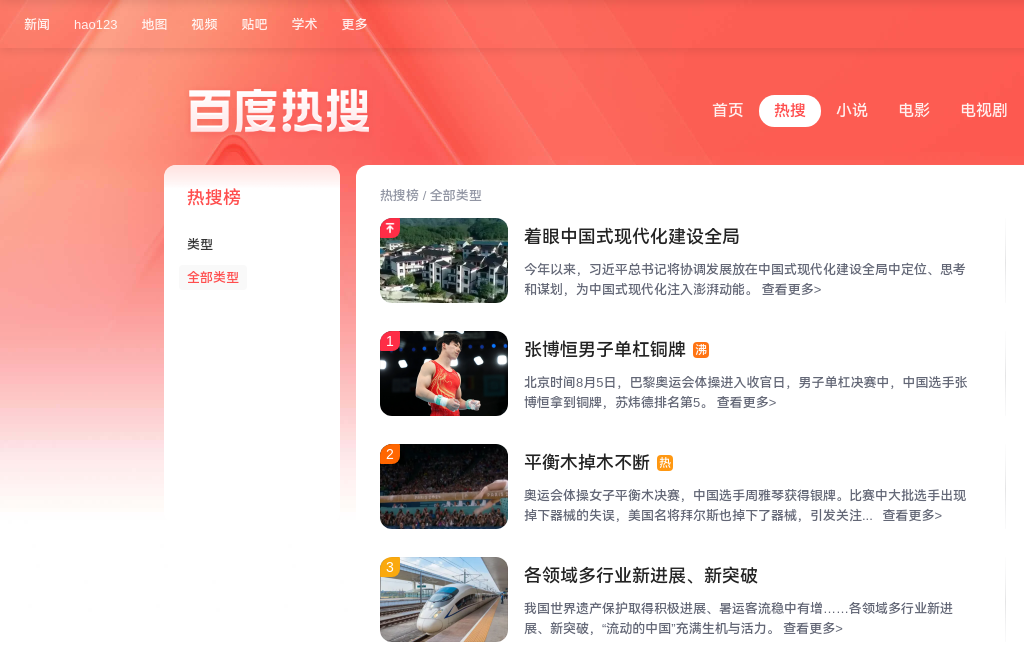 新闻 hao123 地图 视频 贴吧 学术 更多
百度热搜
首页 热搜 小说 电影 电视剧
热搜榜
类型
全部类型
热搜榜 / 全部类型
着眼中国式现代化建设全局
今年以来，习近平总书记将协调发展放在中国式现代化建设全局中定位、思考
和谋划，为中国式现代化注入澎湃动能。 查看更多>
1
张博恒男子单杠铜牌 沸
北京时间8月5日，巴黎奥运会体操进入收官日，男子单杠决赛中，中国选手张
博恒拿到铜牌，苏炜德排名第5。 查看更多>
2
平衡木掉木不断 热
奥运会体操女子平衡木决赛，中国选手周雅琴获得银牌。比赛中大批选手出现
掉下器械的失误，美国名将拜尔斯也掉下了器械，引发关注... 查看更多>
3
各领域多行业新进展、新突破
我国世界遗产保护取得积极进展、暑运客流稳中有增……各领域多行业新进
展、新突破，“流动的中国”充满生机与活力。 查看更多>